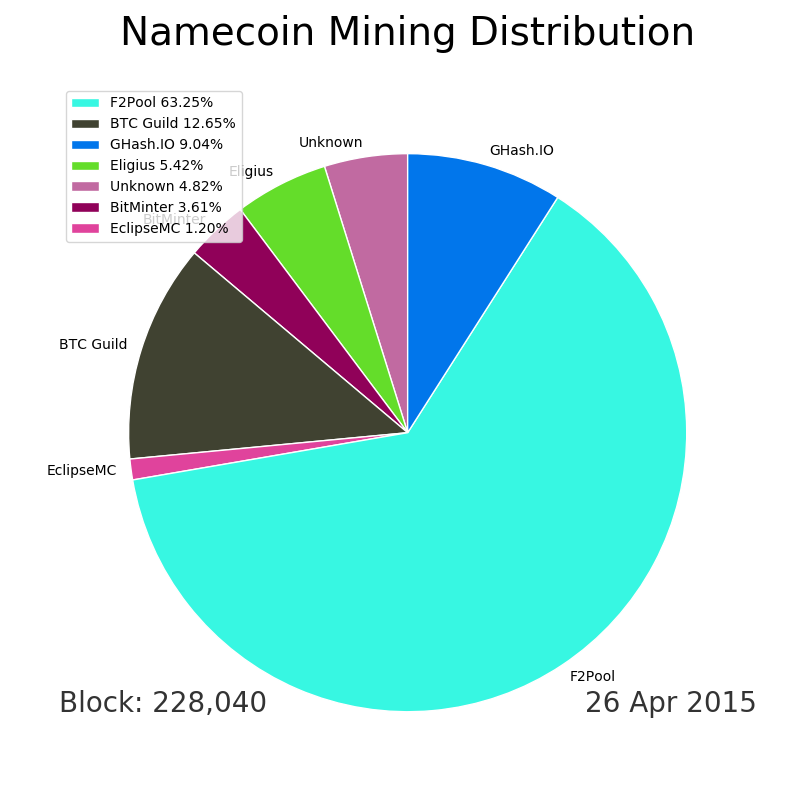 Namecoin Mining Distribution
F2Pool 63.25%
BTC Guild 12.65%
GHash.IO 9.04%
Eligius 5.42%
Unknown 4.82%
BitMinter 3.61%
EclipseMC 1.20%
Unknown
GHash.IO
Eligius
BitMinter
BTC Guild
EclipseMC
F2Pool
Block: 228,040
26 Apr 2015